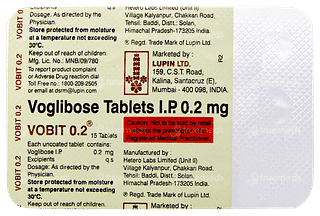 VOBIT 0.2
Excipients q.s
Dosage: As directed by the
Physician.
Store protected from moisture
at a temperature not exceeding
30°C.
Keep out of reach of children.
Mfg. Lic. No.: MNB/09/780
To report product complaint
or Adverse Drug reaction dial
Toll free No.: 1800-209-2505
or email at dsrm@lupin.com
Hetero Labs Limited (Unit II)
Village Kalyanpur, Chakkan Road,
Tehsil: Baddi, Distt.: Solan,
Himachal Pradesh-173205 India.
® Regd. Trade Mark of Lupin Ltd.
Marketed by :
LUPIN LTD.
159, C.S.T. Road,
Kalina, Santacruz (E),
Mumbai - 400 098, INDIA.
R2
Voglibose Tablets I.P 0.2 mg
VOBIT 0.2®
15 Tablets
Caution: Not to be sold by retail
without the prescription of a
Registered Medical Practitioner.
Each uncoated tablet contains:
Voglibose I.P 0.2 mg
Excipients q.s
Dosage: As directed by the
Physician.
Store protected from moisture
at a temperature not exceeding
30°C.
Keep out of reach of children.
Manufactured by :
Hetero Labs Limited (Unit II)
Village Kalyanpur, Chakkan Road,
Tehsil: Baddi, Distt.: Solan,
Himachal Pradesh-173205 India.
® Regd. Trade Mark of Lupin Ltd.
Marketed by :
R2